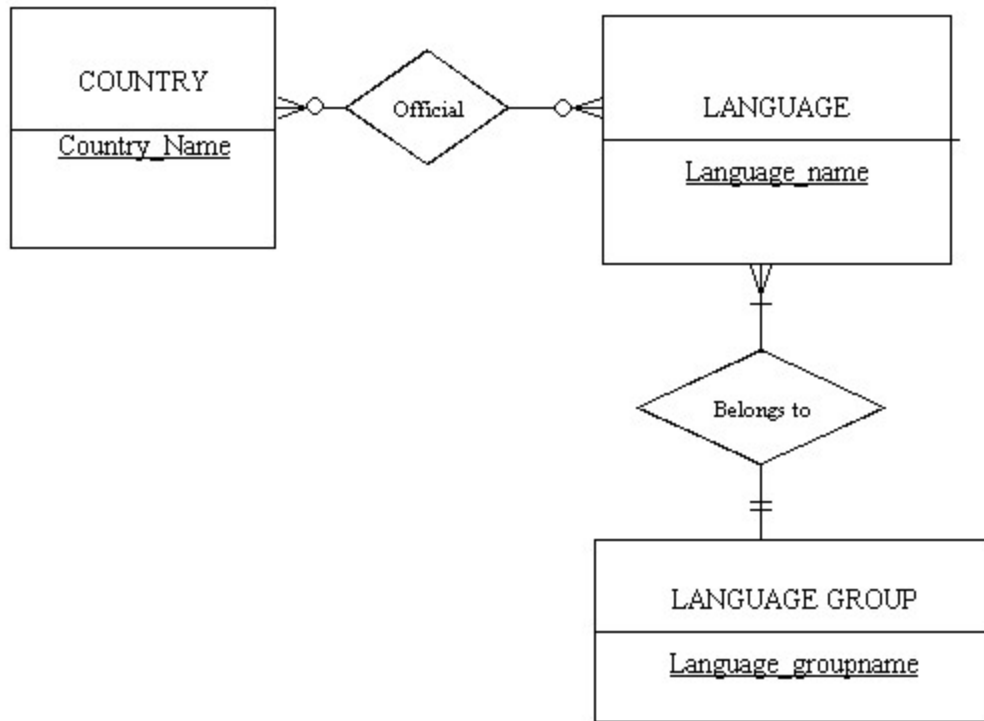 COUNTRY
Country_Name
Official
LANGUAGE
Language_name
Belongs to
LANGUAGE GROUP
Language_groupname